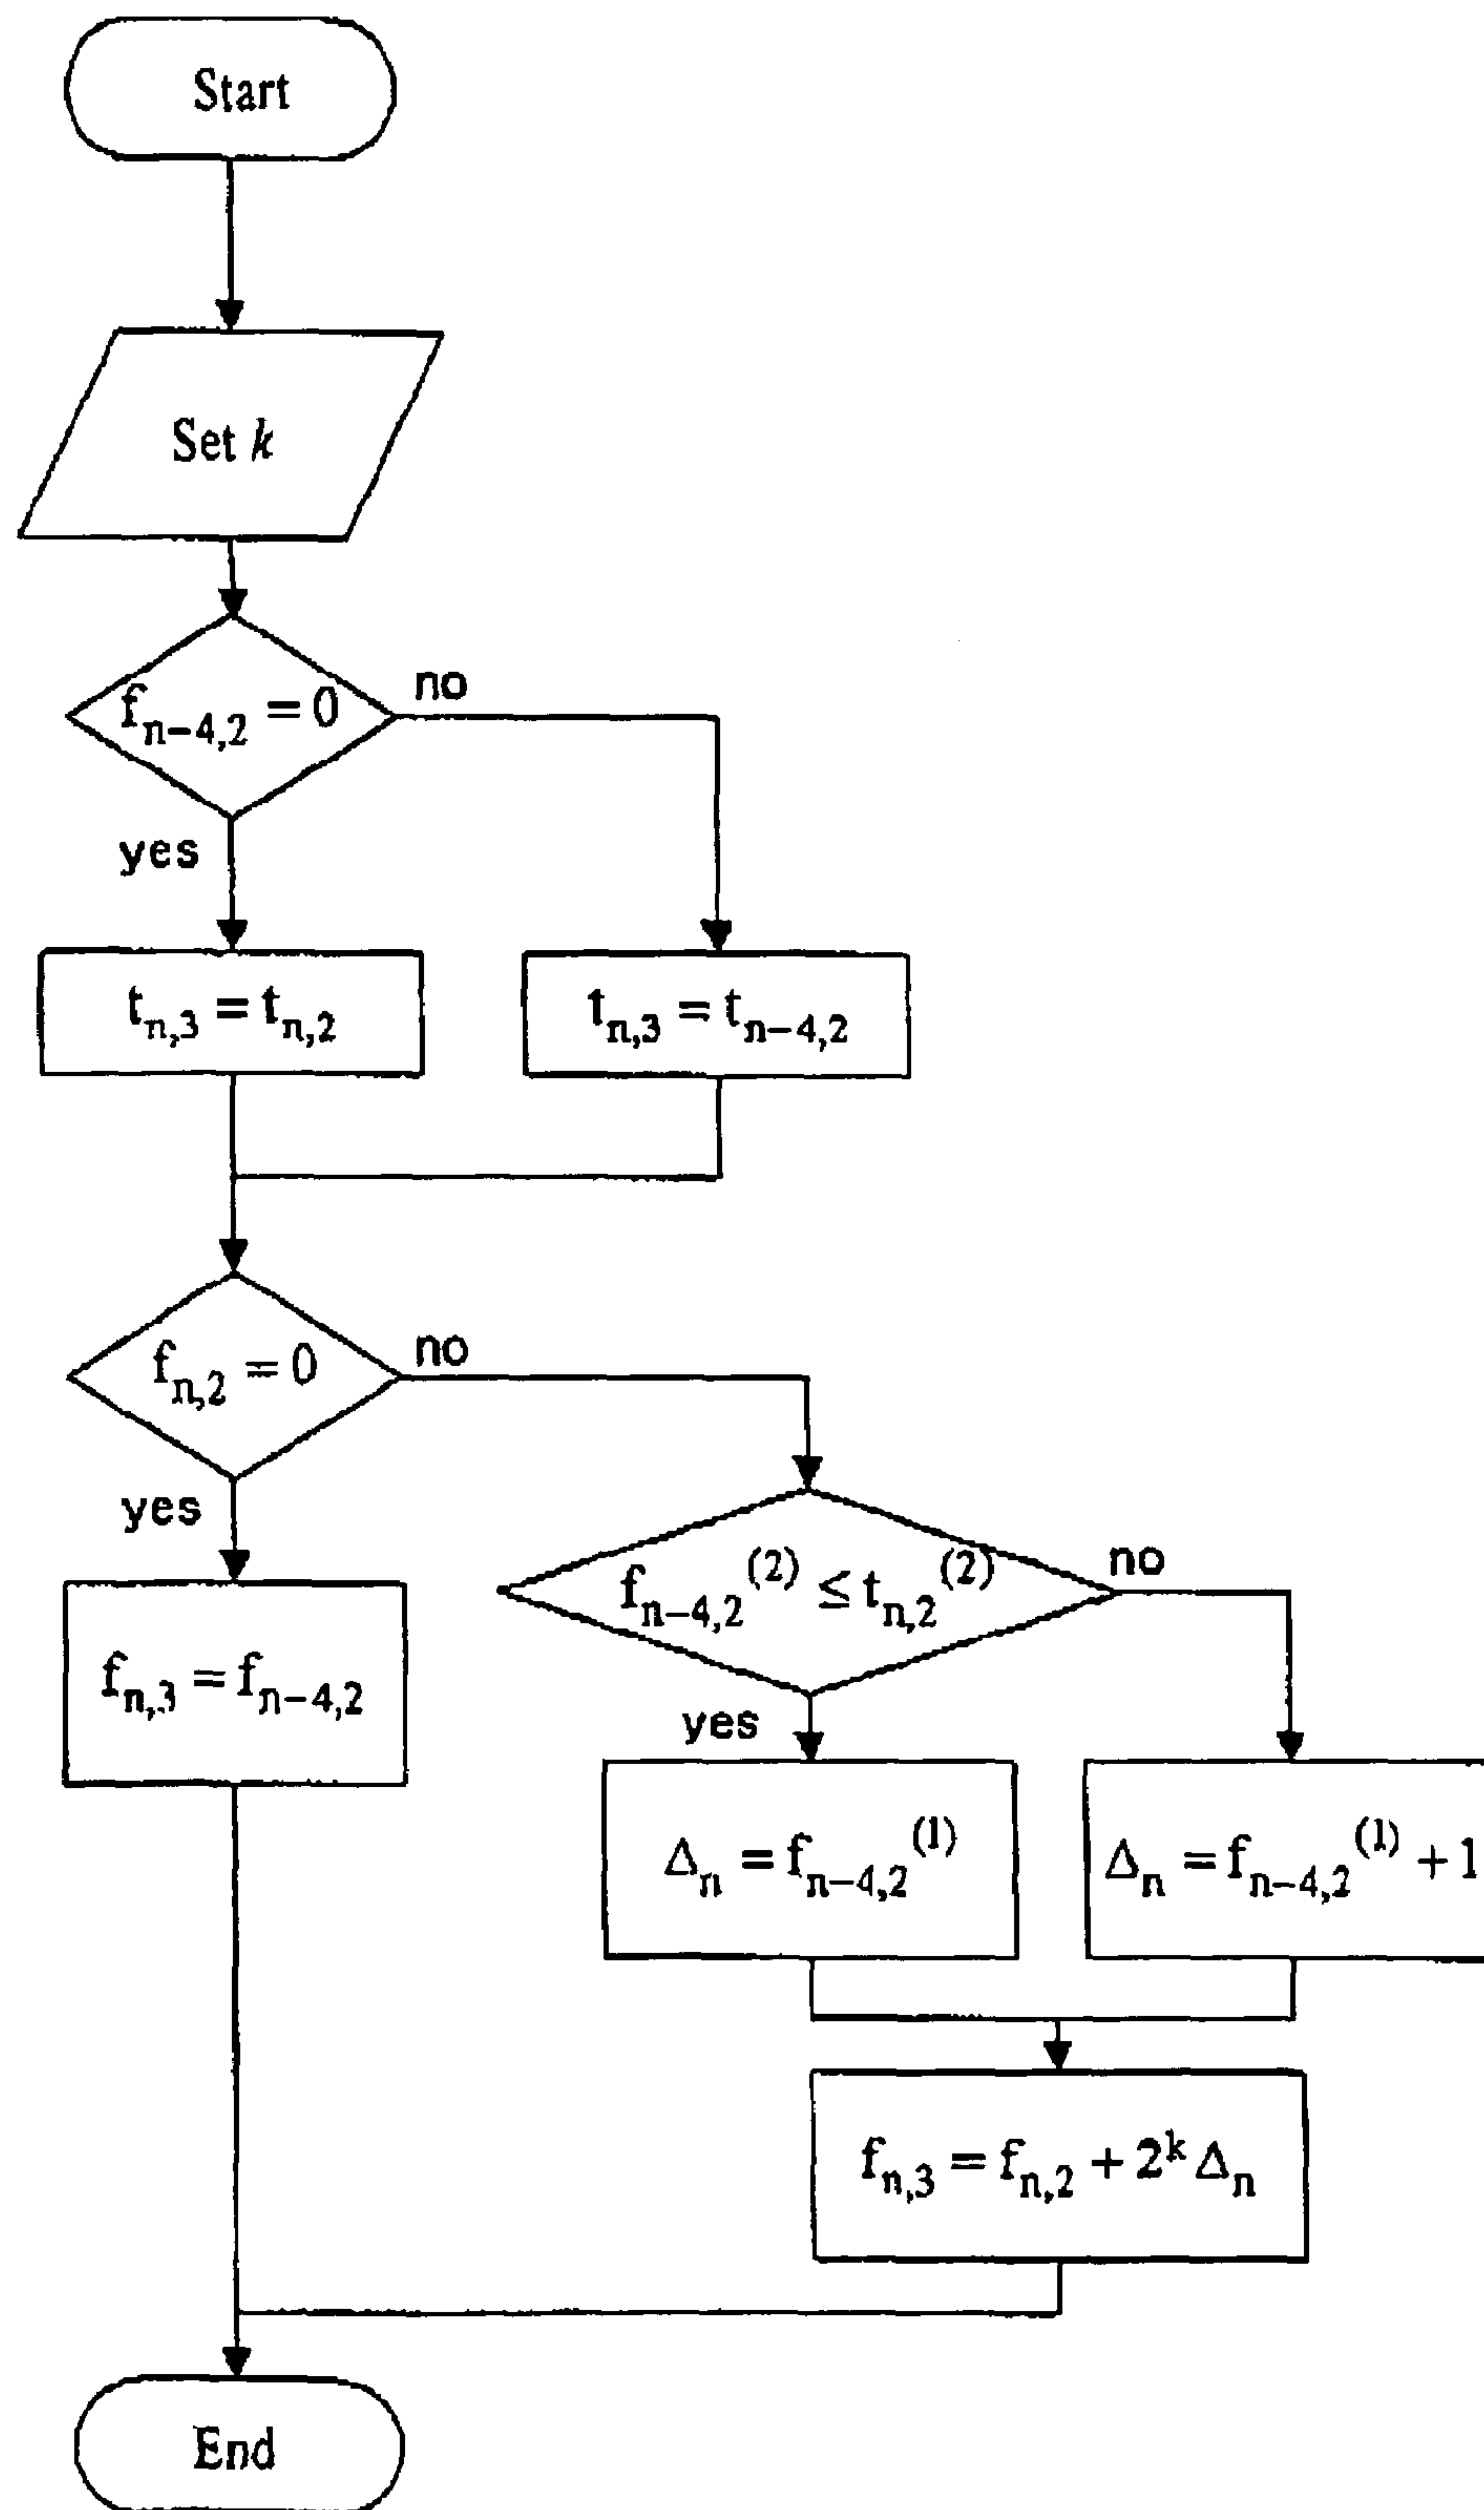 Start
Set k
f_{n-4,2} = 0
no
yes
t_{n,3} = t_{n,2}
t_{n,3} = t_{n-4,2}
f_{n,2} = 0
no
yes
f_{n-4,2}^{(2)} ≤ t_{n,2}^{(2)}
no
yes
f_{n,3} = f_{n-4,2}
Δ_n = f_{n-4,2}^{(1)}
Δ_n = f_{n-4,2}^{(1)} + 1
f_{n,3} = f_{n,2} + 2^k Δ_n
End